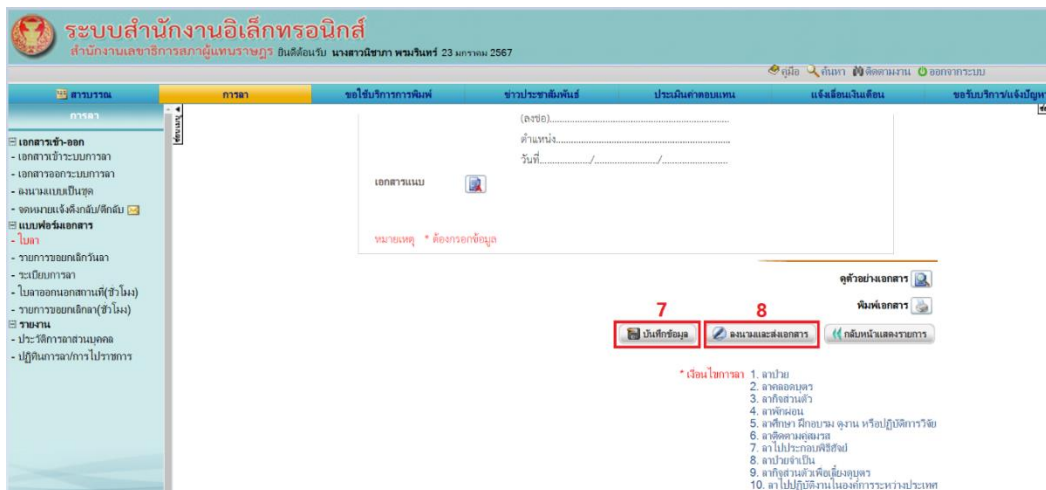 ระบบสำนักงานอิเล็กทรอนิกส์
สำนักงานเลขาธิการสภาผู้แทนราษฎร ยินดีต้อนรับ นางสาวนิชาภา พรมรินทร์ 23 มกราคม 2567
คู่มือ ค้นหา ติดตามงาน ออกจากระบบ
สารบรรณ การลา ขอใช้บริการการพิมพ์ ข่าวประชาสัมพันธ์ ประเมินค่าตอบแทน แจ้งเลื่อนเงินเดือน ขอรับบริการ/แจ้งปัญหา
การลา
ซ่อนเมนู
เอกสารเข้า-ออก
- เอกสารเข้าระบบการลา
- เอกสารออกระบบการลา
- ลงนามแบบเป็นชุด
- จดหมายแจ้งดึงกลับ/ตีกลับ
แบบฟอร์มเอกสาร
- ใบลา
- รายการขอยกเลิกวันลา
- ระเบียบการลา
- ใบลาออกนอกสถานที่(ชั่วโมง)
- รายการขอยกเลิกลา(ชั่วโมง)
รายงาน
- ประวัติการลาส่วนบุคคล
- ปฏิทินการลา/การไปราชการ
(ลงชื่อ)..............................................................
ตำแหน่ง............................................................
วันที่................../......................./.......................
เอกสารแนบ
หมายเหตุ * ต้องกรอกข้อมูล
ดูตัวอย่างเอกสาร
พิมพ์เอกสาร
7 8
บันทึกข้อมูล ลงนามและส่งเอกสาร กลับหน้าแสดงรายการ
* เงื่อนไขการลา 1. ลาป่วย
2. ลาคลอดบุตร
3. ลากิจส่วนตัว
4. ลาพักผ่อน
5. ลาศึกษา ฝึกอบรม ดูงาน หรือปฏิบัติการวิจัย
6. ลาติดตามคู่สมรส
7. ลาไปประกอบพิธีฮัจย์
8. ลาป่วยจำเป็น
9. ลากิจส่วนตัวเพื่อเลี้ยงดูบุตร
10. ลาไปปฏิบัติงานในองค์การระหว่างประเทศ